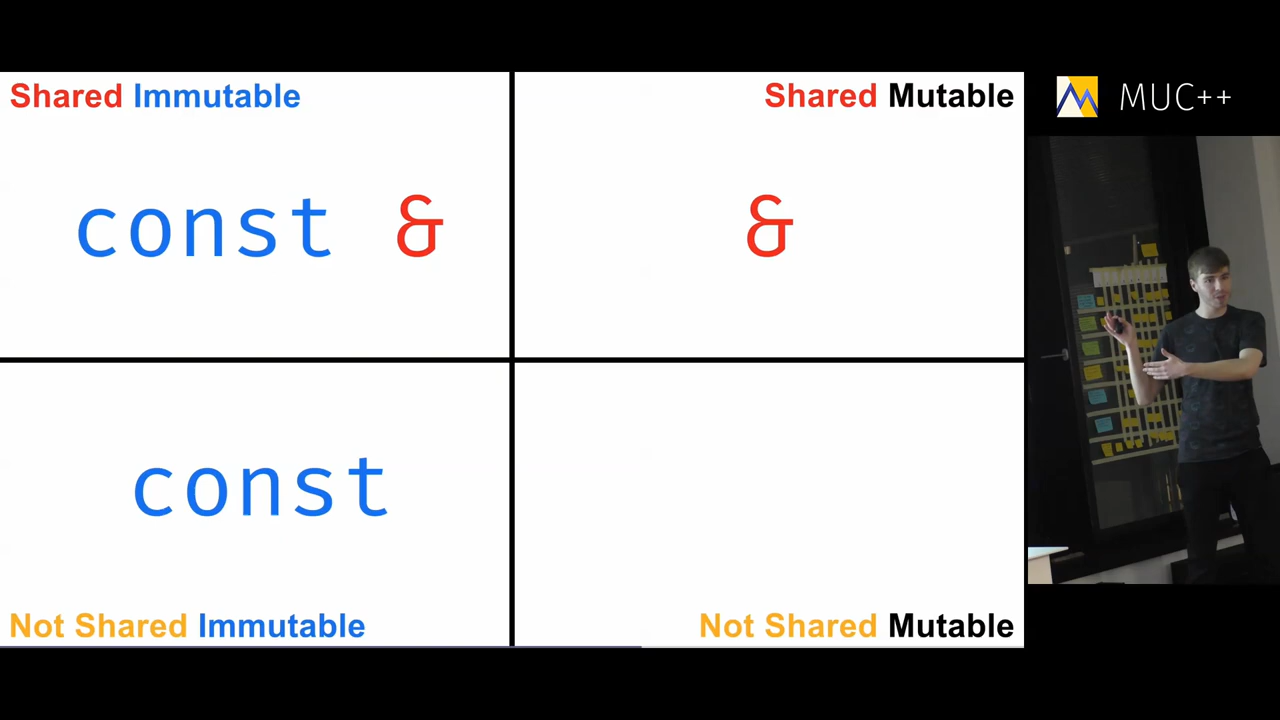 Shared Immutable
Shared Mutable
const &
&
const
Not Shared Immutable
Not Shared Mutable
MUC++